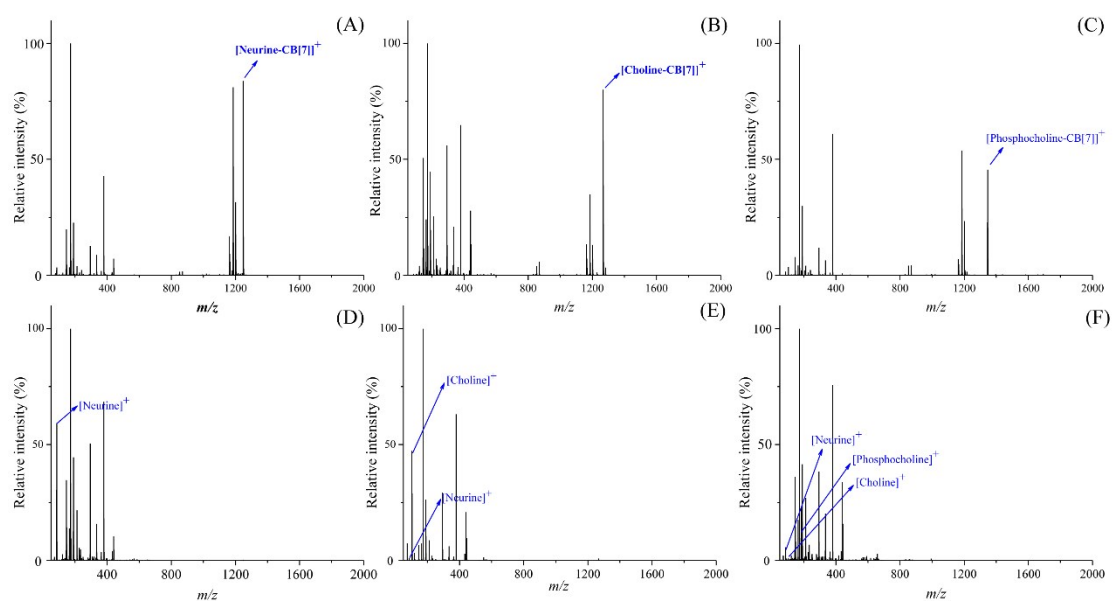 (A)
[Neurine-CB[7]]+
Relative intensity (%)
100
50
0
400
800
1200
1600
2000
m/z
(B)
[Choline-CB[7]]+
Relative intensity (%)
100
50
0
400
800
1200
1600
2000
m/z
(C)
[Phosphocholine-CB[7]]+
Relative intensity (%)
100
50
0
400
800
1200
1600
2000
m/z
(D)
[Neurine]+
Relative intensity (%)
100
50
0
400
800
1200
1600
2000
m/z
(E)
[Choline]+
[Neurine]+
Relative intensity (%)
100
50
0
400
800
1200
1600
2000
m/z
(F)
[Neurine]+
[Phosphocholine]+
[Choline]+
Relative intensity (%)
100
50
0
400
800
1200
1600
2000
m/z